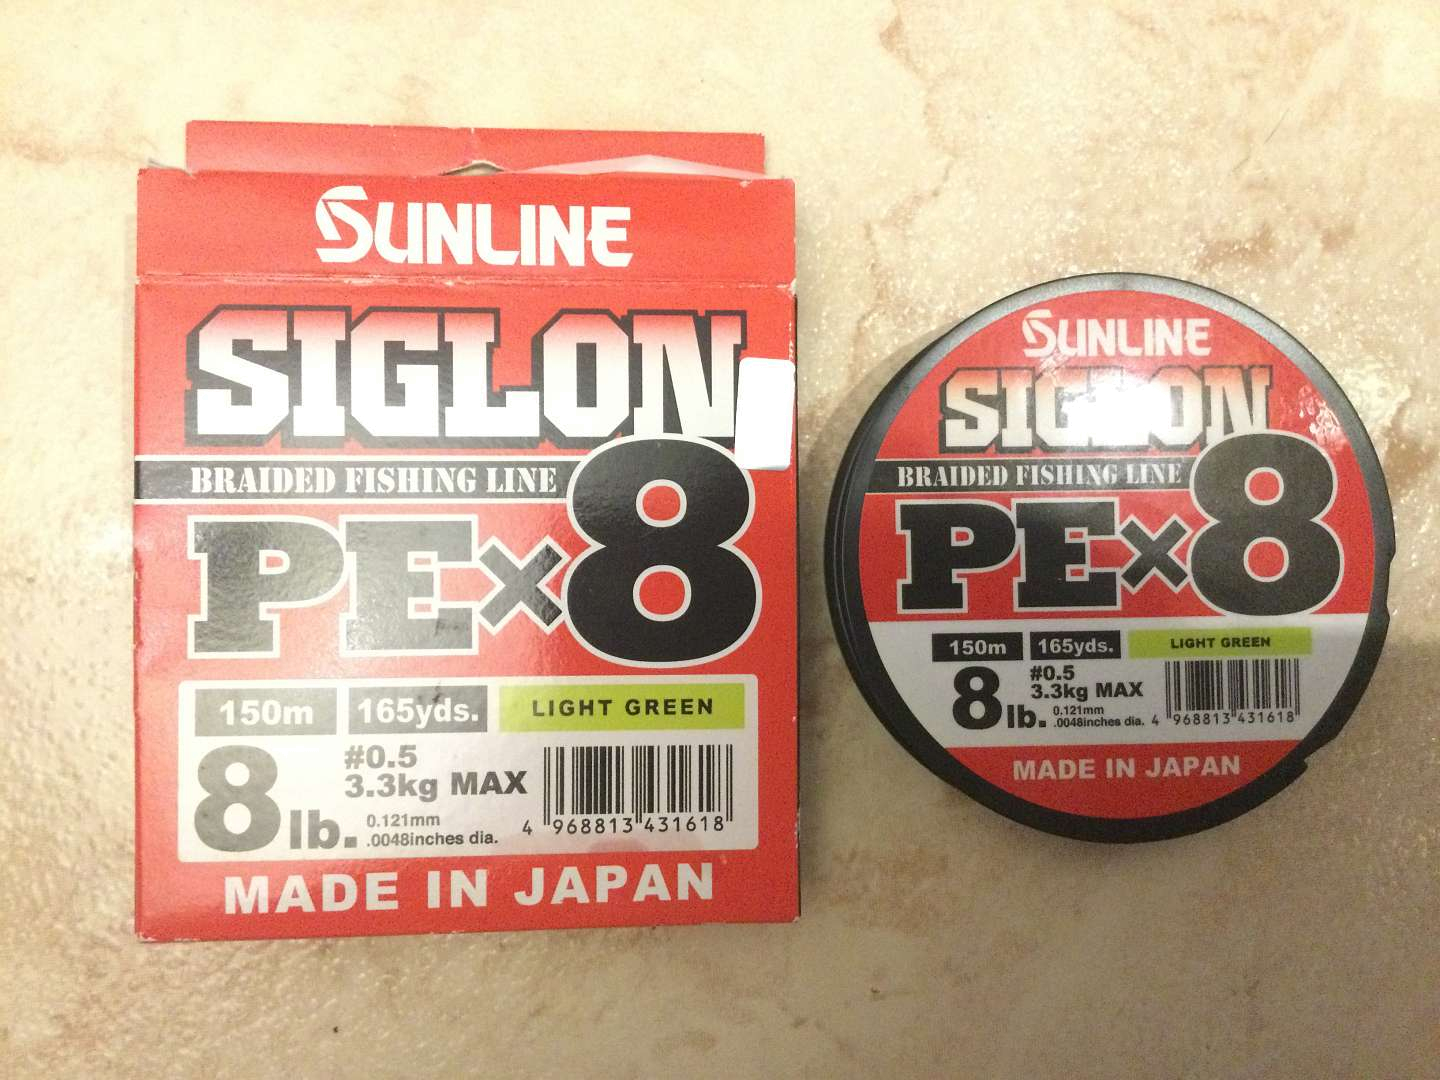 SUNLINE
SIGLON
BRAIDED FISHING LINE
PE×8
150m 165yds. LIGHT GREEN
8lb. #0.5
3.3kg MAX
0.121mm
.0048inches dia.
4 968813 431618
MADE IN JAPAN
SUNLINE
SIGLON
BRAIDED FISHING LINE
PE×8
150m 165yds. LIGHT GREEN
8lb. #0.5
3.3kg MAX
0.121mm
.0048inches dia.
4 968813 431618
MADE IN JAPAN